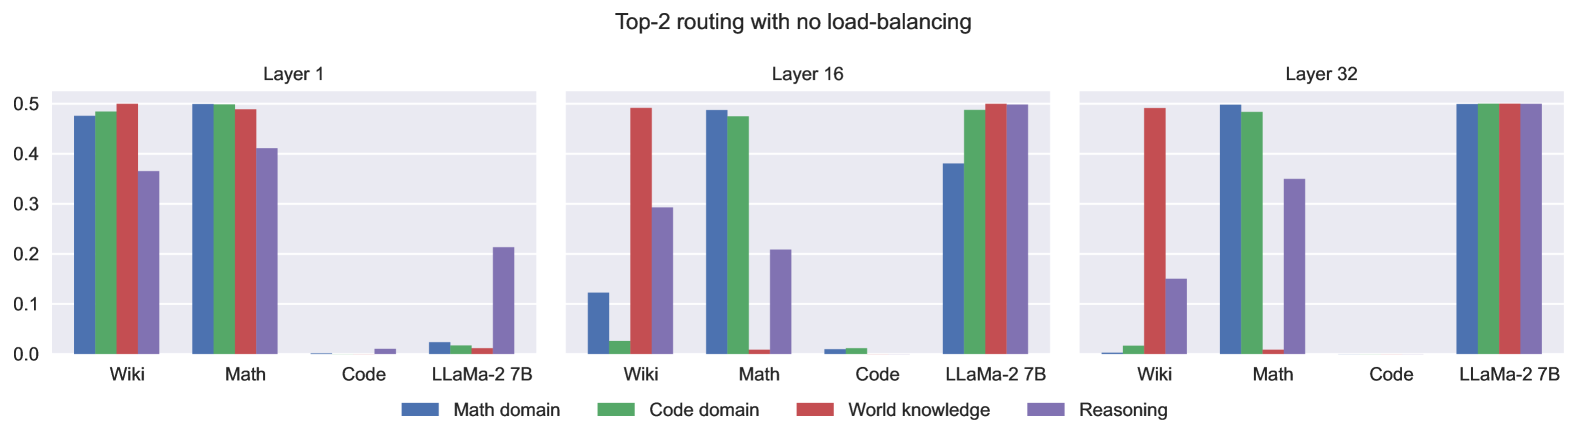 Top-2 routing with no load-balancing
Layer 1
Layer 16
Layer 32
0.5
0.4
0.3
0.2
0.1
0.0
Wiki Math Code LLaMa-2 7B
Wiki Math Code LLaMa-2 7B
Wiki Math Code LLaMa-2 7B
Math domain Code domain World knowledge Reasoning